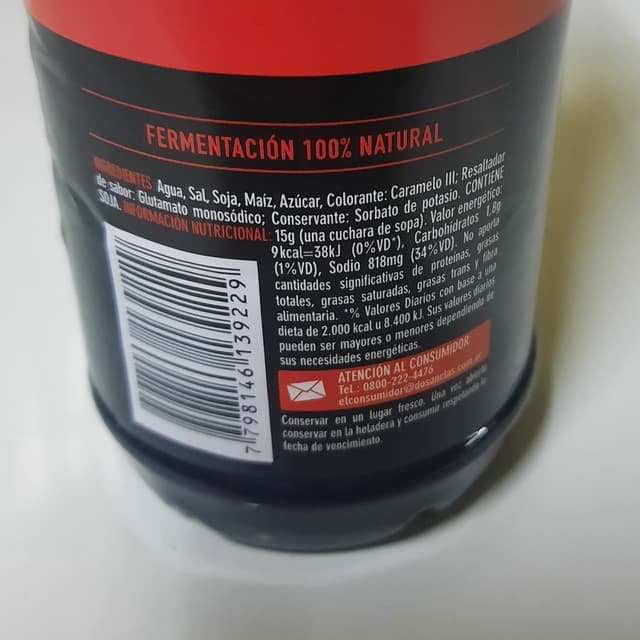 FERMENTACIÓN 100% NATURAL
INGREDIENTES: Agua, Sal, Soja, Maíz, Azúcar, Colorante: Caramelo III; Resaltador
de sabor: Glutamato monosódico; Conservante: Sorbato de potasio. CONTIENE
SOJA. INFORMACIÓN NUTRICIONAL: 15g (una cuchara de sopa). Valor energético:
9kcal=38kJ (0%VD*), Carbohidratos 1,8g
(1%VD), Sodio 818mg (34%VD). No aporta
cantidades significativas de proteínas, grasas
totales, grasas saturadas, grasas trans y fibra
alimentaria. *% Valores Diarios con base a una
dieta de 2.000 kcal u 8.400 kJ. Sus valores diarios
pueden ser mayores o menores dependiendo de
sus necesidades energéticas.
ATENCIÓN AL CONSUMIDOR
Tel.: 0800-222-4476
elconsumidor@dosanclas.com.ar
Conservar en un lugar fresco. Una vez abierto,
conservar en la heladera y consumir respetando la
fecha de vencimiento.
7 798146 139229